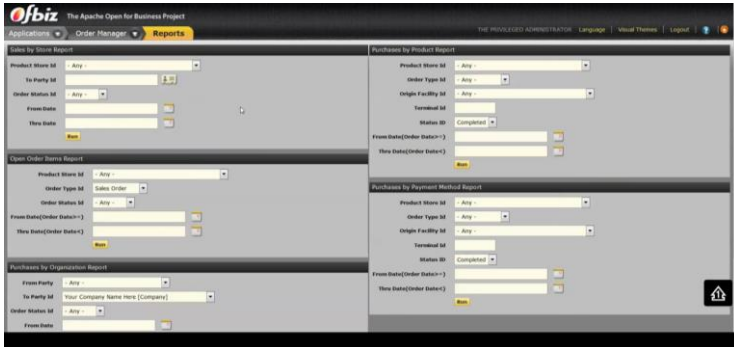 Ofbiz The Apache Open for Business Project
Applications Order Manager Reports
THE PRIVILEGED ADMINISTRATOR Language | Visual Themes | Logout | ?
Sales by Store Report
Product Store Id - Any -
To Party Id
Order Status Id - Any -
From Date
Thru Date
Run
Open Order Items Report
Product Store Id - Any -
Order Type Id Sales Order
Order Status Id - Any -
From Date(Order Date>=)
Thru Date(Order Date<)
Run
Purchases by Organization Report
From Party - Any -
To Party Id Your Company Name Here [Company]
Order Status Id - Any -
From Date
Purchases by Product Report
Product Store Id - Any -
Order Type Id - Any -
Origin Facility Id - Any -
Terminal Id
Status ID Completed
From Date(Order Date>=)
Thru Date(Order Date<)
Run
Purchases by Payment Method Report
Product Store Id - Any -
Order Type Id - Any -
Origin Facility Id - Any -
Terminal Id
Status ID Completed
From Date(Order Date>=)
Thru Date(Order Date<)
Run